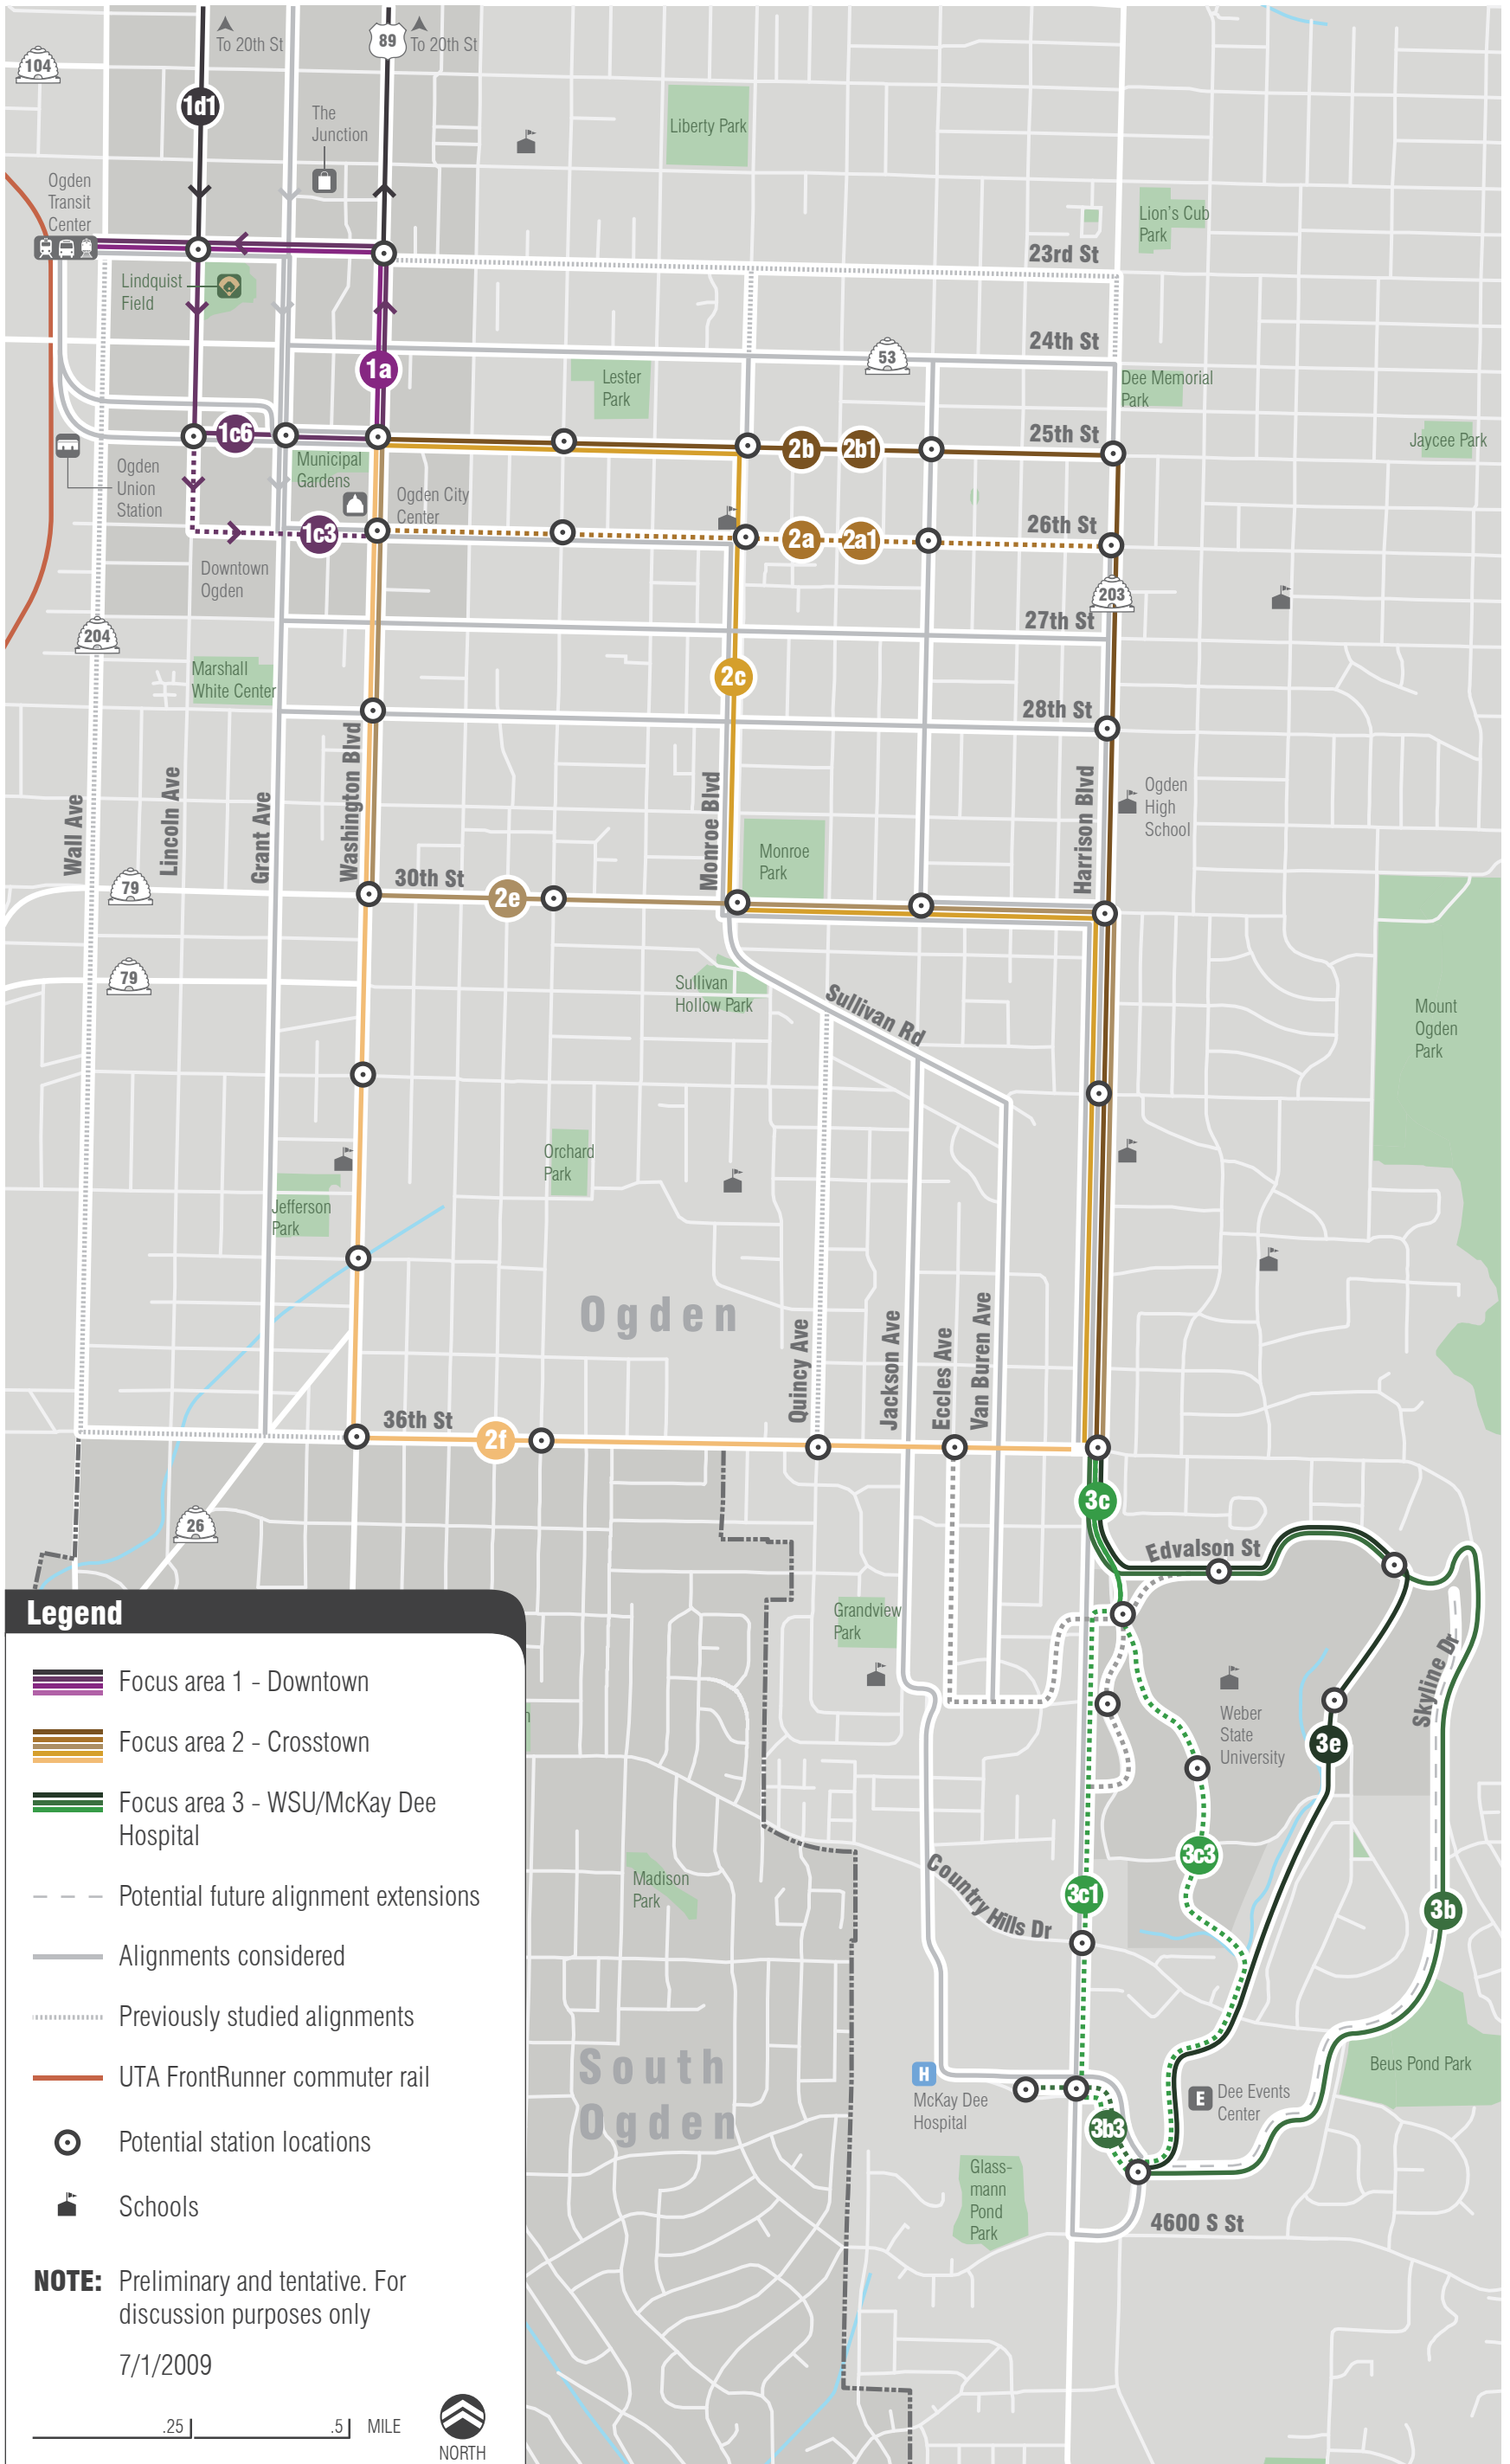 To 20th St
89
To 20th St
104
1d1
The
Junction
Liberty Park
Ogden
Transit
Center
Lion's Cub
Park
23rd St
Lindquist
Field
24th St
53
1a
Lester
Park
Dee Memorial
Park
25th St
Jaycee Park
1c6
2b
2b1
Municipal
Gardens
Ogden
Union
Station
Ogden City
Center
26th St
1c3
2a
2a1
Downtown
Ogden
203
27th St
204
Marshall
White Center
2c
28th St
Wall Ave
Lincoln Ave
Grant Ave
Washington Blvd
Monroe Blvd
Harrison Blvd
Ogden
High
School
Monroe
Park
79
30th St
2e
79
Sullivan
Hollow Park
Sullivan Rd
Mount
Ogden
Park
Orchard
Park
Jefferson
Park
Ogden
Quincy Ave
Jackson Ave
Eccles Ave
Van Buren Ave
36th St
2f
3c
26
Edvalson St
Grandview
Park
Skyline Dr
Weber
State
University
3e
3c3
Madison
Park
Country Hills Dr
3c1
3b
South
Ogden
H
McKay Dee
Hospital
E
Dee Events
Center
Beus Pond Park
3b3
Glass-
mann
Pond
Park
4600 S St
Legend
Focus area 1 - Downtown
Focus area 2 - Crosstown
Focus area 3 - WSU/McKay Dee
Hospital
Potential future alignment extensions
Alignments considered
Previously studied alignments
UTA FrontRunner commuter rail
Potential station locations
Schools
NOTE: Preliminary and tentative. For
discussion purposes only
7/1/2009
.25 .5 MILE
NORTH